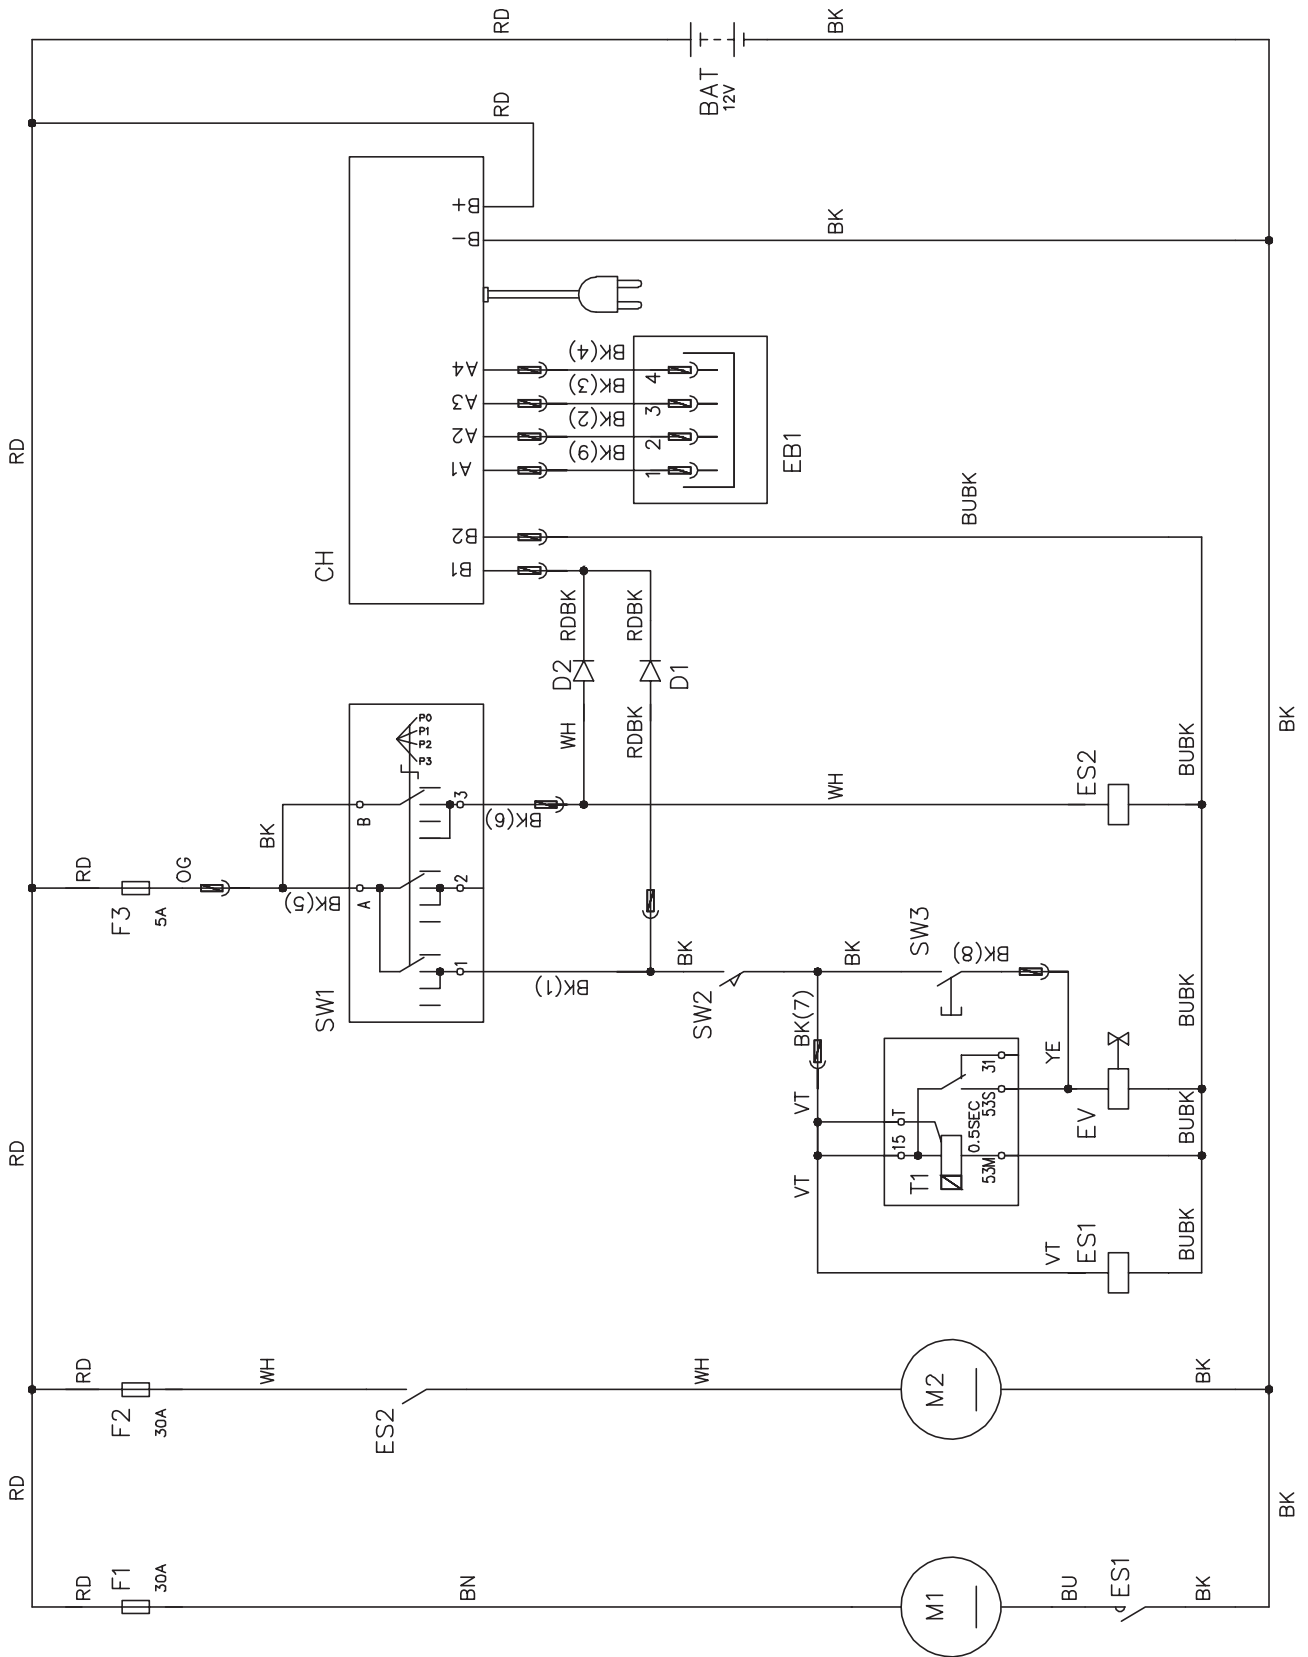 RD
BK
BAT
12V
RD
B+
B-
BK
RD
A4
A3
A2
A1
BK(4)
BK(3)
BK(2)
BK(9)
4
3
2
1
EB1
CH
B2
B1
BUBK
RDBK
RDBK
D2
D1
WH
RDBK
BK
P0
P1
P2
P3
RD
F3
5A
OG
BK
BK(5)
B
A
3
2
1
SW1
BK(6)
BK(1)
WH
ES2
BUBK
BK
SW2
BK
SW3
BK(8)
BK(7)
VT
VT
T
15
T1
0.5SEC
31
53S
53M
YE
EV
BUBK
BUBK
RD
VT
ES1
BUBK
RD
F2
30A
WH
ES2
WH
M2
BK
RD
BK
RD
F1
30A
BN
M1
BU
ES1
BK